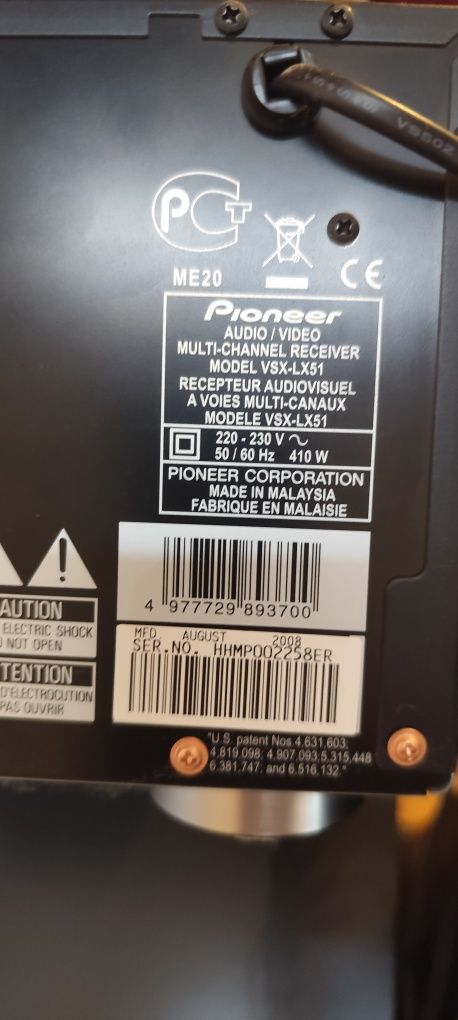 VS502
PCT
ME20
CE
Pioneer
AUDIO / VIDEO
MULTI-CHANNEL RECEIVER
MODEL VSX-LX51
RECEPTEUR AUDIOVISUEL
A VOIES MULTI-CANAUX
MODELE VSX-LX51
220 - 230 V ~
50 / 60 Hz 410 W
PIONEER CORPORATION
MADE IN MALAYSIA
FABRIQUE EN MALAISIE
4 977729 893700
MFD. AUGUST 2008
SER.NO. HHMP002258ER
"U.S. patent Nos.4,631,603;
4,819,098; 4,907,093;5,315,448
6,381,747; and 6,516,132."
!
AUTION
ELECTRIC SHOCK
NOT OPEN
TENTION
D'ELECTROCUTION
PAS OUVRIR